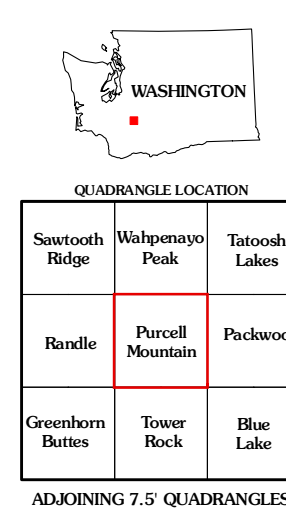 WASHINGTON
QUADRANGLE LOCATION
Sawtooth Wahpenayo Tatoosh
Ridge Peak Lakes
Randle Purcell Packwoo
Mountain
Greenhorn Tower Blue
Buttes Rock Lake
ADJOINING 7.5' QUADRANGLES